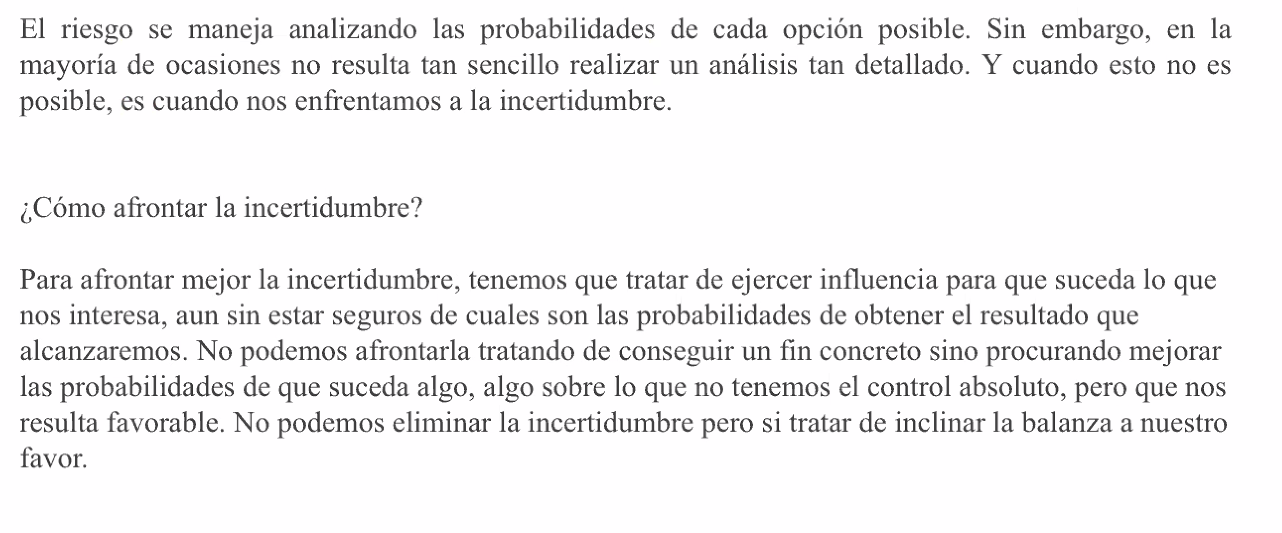 El riesgo se maneja analizando las probabilidades de cada opción posible. Sin embargo, en la
mayoría de ocasiones no resulta tan sencillo realizar un análisis tan detallado. Y cuando esto no es
posible, es cuando nos enfrentamos a la incertidumbre.
¿Cómo afrontar la incertidumbre?
Para afrontar mejor la incertidumbre, tenemos que tratar de ejercer influencia para que suceda lo que
nos interesa, aun sin estar seguros de cuales son las probabilidades de obtener el resultado que
alcanzaremos. No podemos afrontarla tratando de conseguir un fin concreto sino procurando mejorar
las probabilidades de que suceda algo, algo sobre lo que no tenemos el control absoluto, pero que nos
resulta favorable. No podemos eliminar la incertidumbre pero si tratar de inclinar la balanza a nuestro
favor.